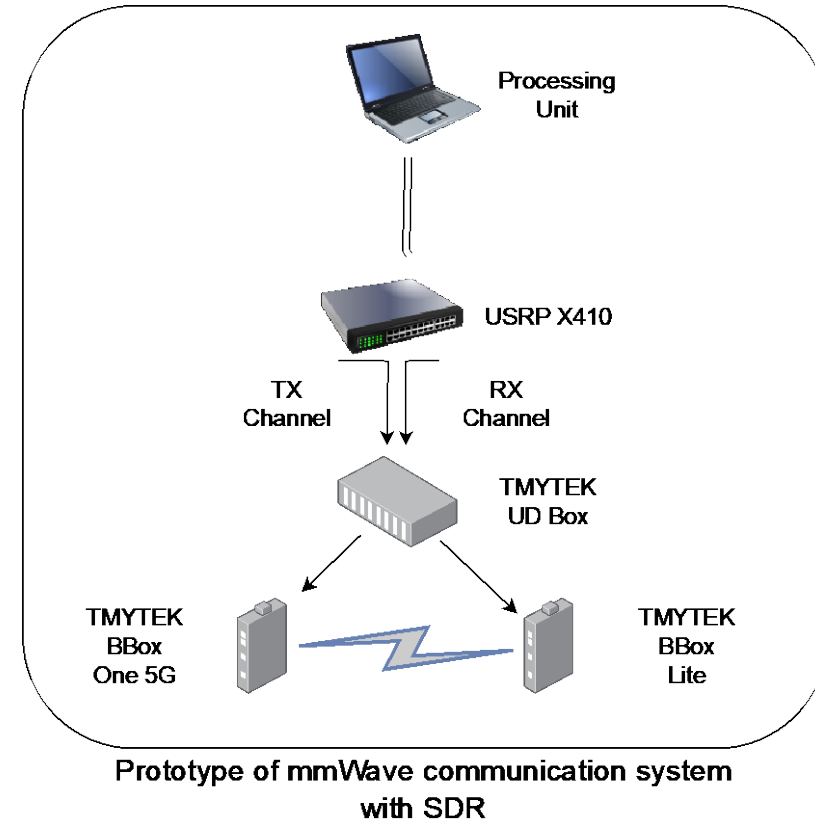 Processing
Unit
USRP X410
TX
Channel
RX
Channel
TMYTEK
UD Box
TMYTEK
BBox
One 5G
TMYTEK
BBox
Lite
Prototype of mmWave communication system
with SDR